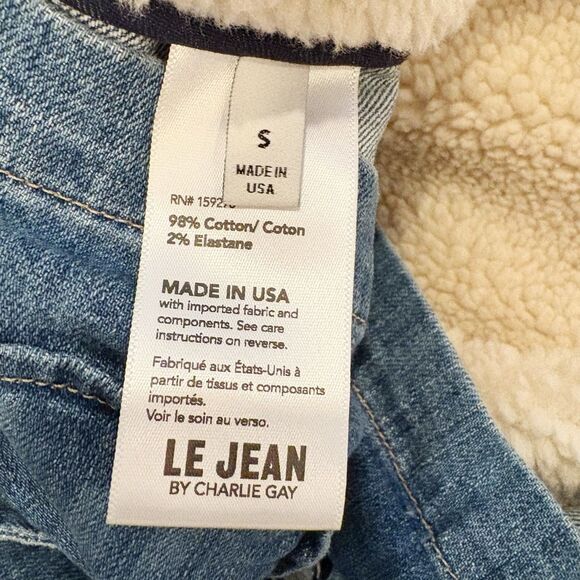 S
MADE IN
USA
RN#
98% Cotton/ Coton
2% Elastane
MADE IN USA
with imported fabric and
components. See care
instructions on reverse.
Fabriqué aux États-Unis à
partir de tissus et composants
importés.
Voir le soin au verso.
LE JEAN
BY CHARLIE GAY